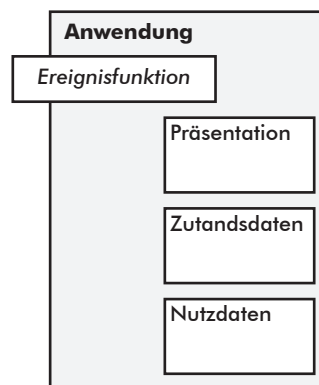 Anwendung
Ereignisfunktion
Präsentation
Zutandsdaten
Nutzdaten